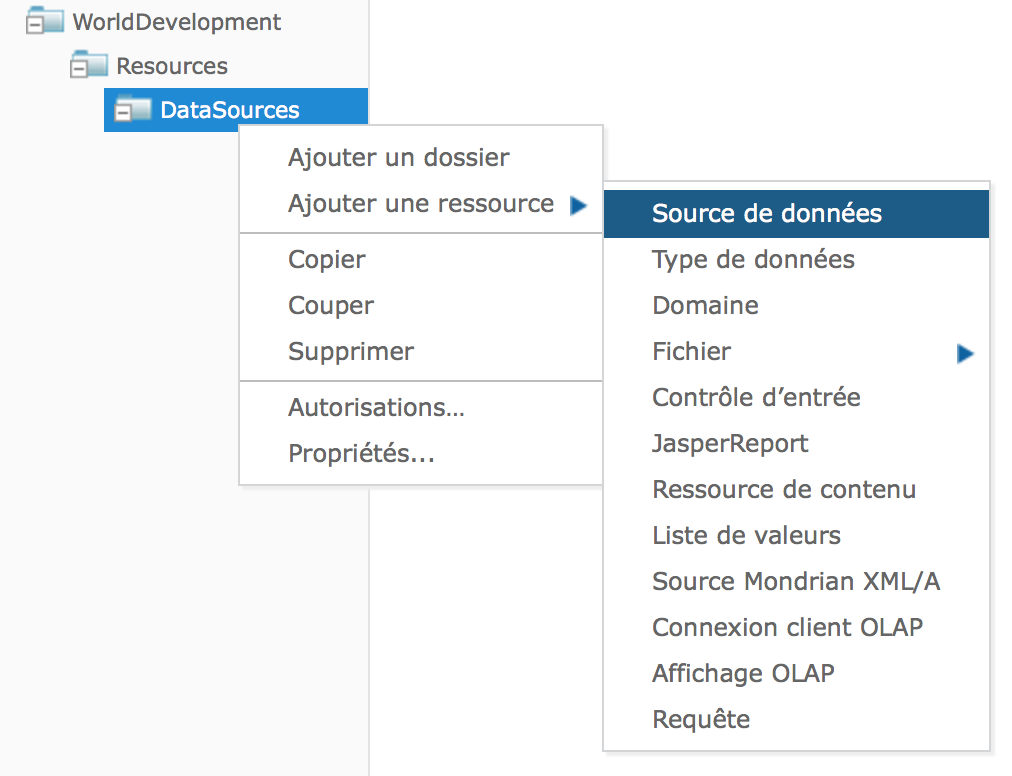 WorldDevelopment
Resources
DataSources
Ajouter un dossier
Ajouter une ressource
Copier
Couper
Supprimer
Autorisations...
Propriétés...
Source de données
Type de données
Domaine
Fichier
Contrôle d’entrée
JasperReport
Ressource de contenu
Liste de valeurs
Source Mondrian XML/A
Connexion client OLAP
Affichage OLAP
Requête